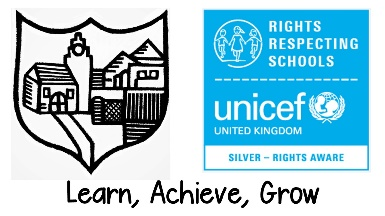 RIGHTS
RESPECTING
SCHOOLS
unicef
UNITED KINGDOM
SILVER – RIGHTS AWARE
Learn, Achieve, Grow